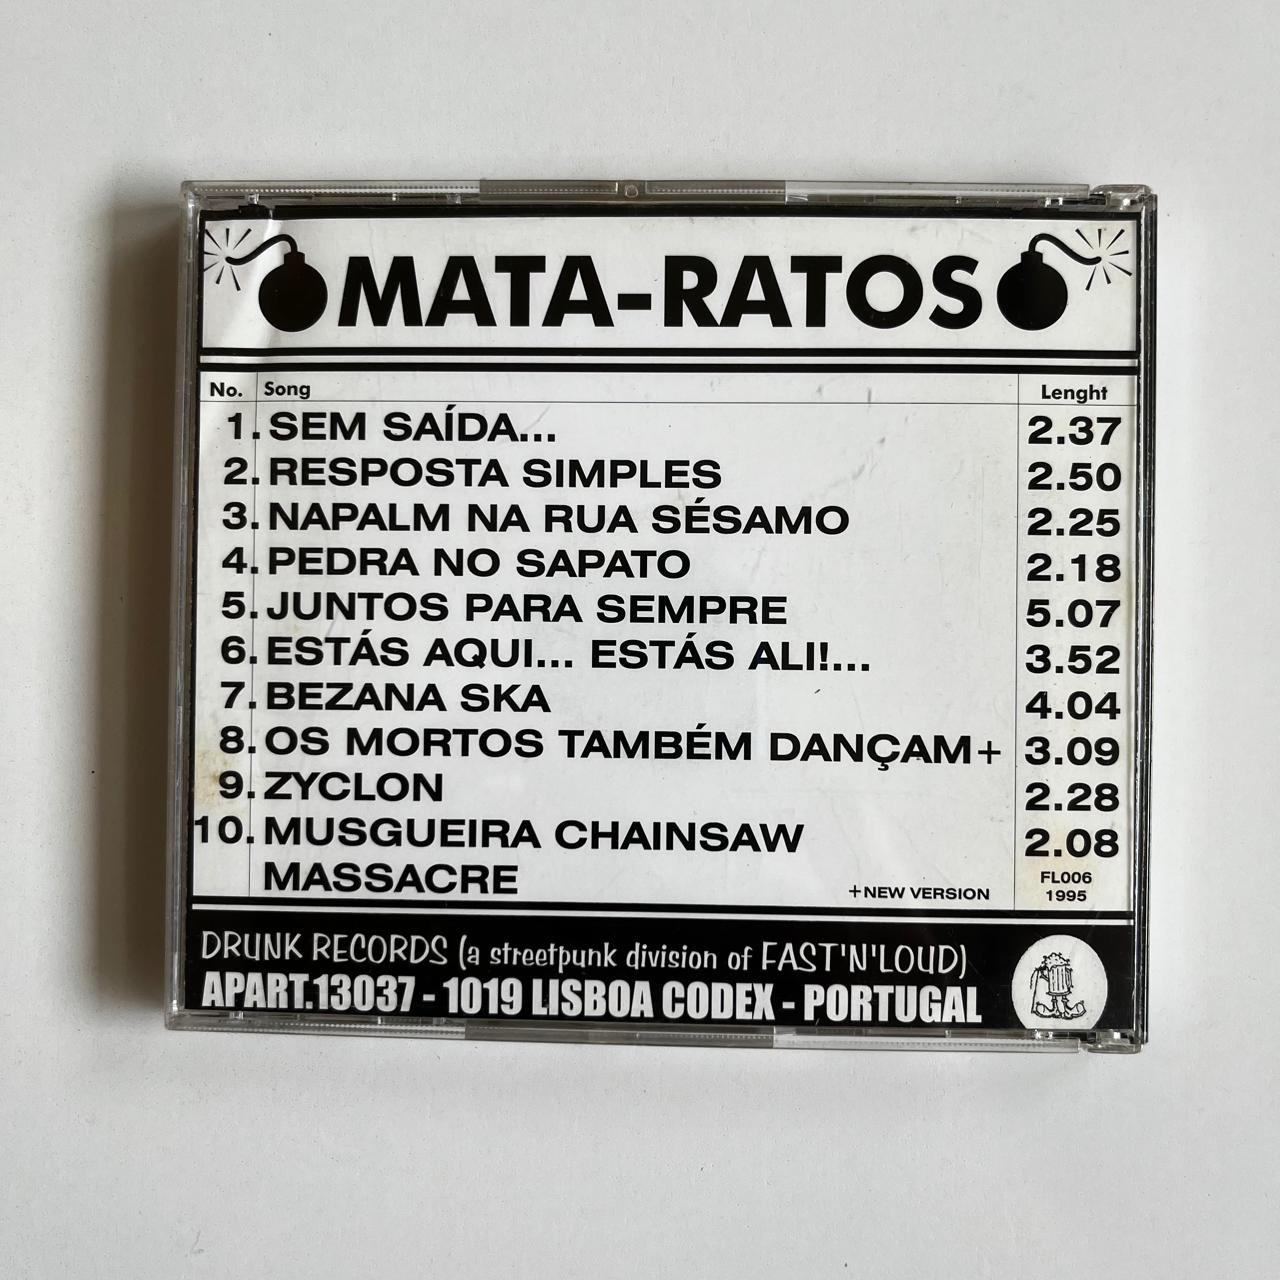 MATA-RATOS
No. Song Lenght
1. SEM SAÍDA... 2.37
2. RESPOSTA SIMPLES 2.50
3. NAPALM NA RUA SÉSAMO 2.25
4. PEDRA NO SAPATO 2.18
5. JUNTOS PARA SEMPRE 5.07
6. ESTÁS AQUI... ESTÁS ALI!... 3.52
7. BEZANA SKA 4.04
8. OS MORTOS TAMBÉM DANÇAM+ 3.09
9. ZYCLON 2.28
10. MUSGUEIRA CHAINSAW 2.08
MASSACRE
+NEW VERSION
FL006
1995
DRUNK RECORDS (a streetpunk division of FAST'N'LOUD)
APART.13037 - 1019 LISBOA CODEX - PORTUGAL